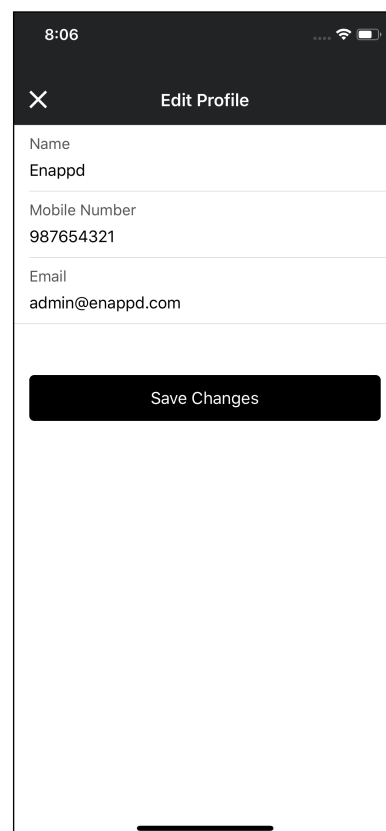 8:06
Edit Profile
Name
Enappd
Mobile Number
987654321
Email
admin@enappd.com
Save Changes